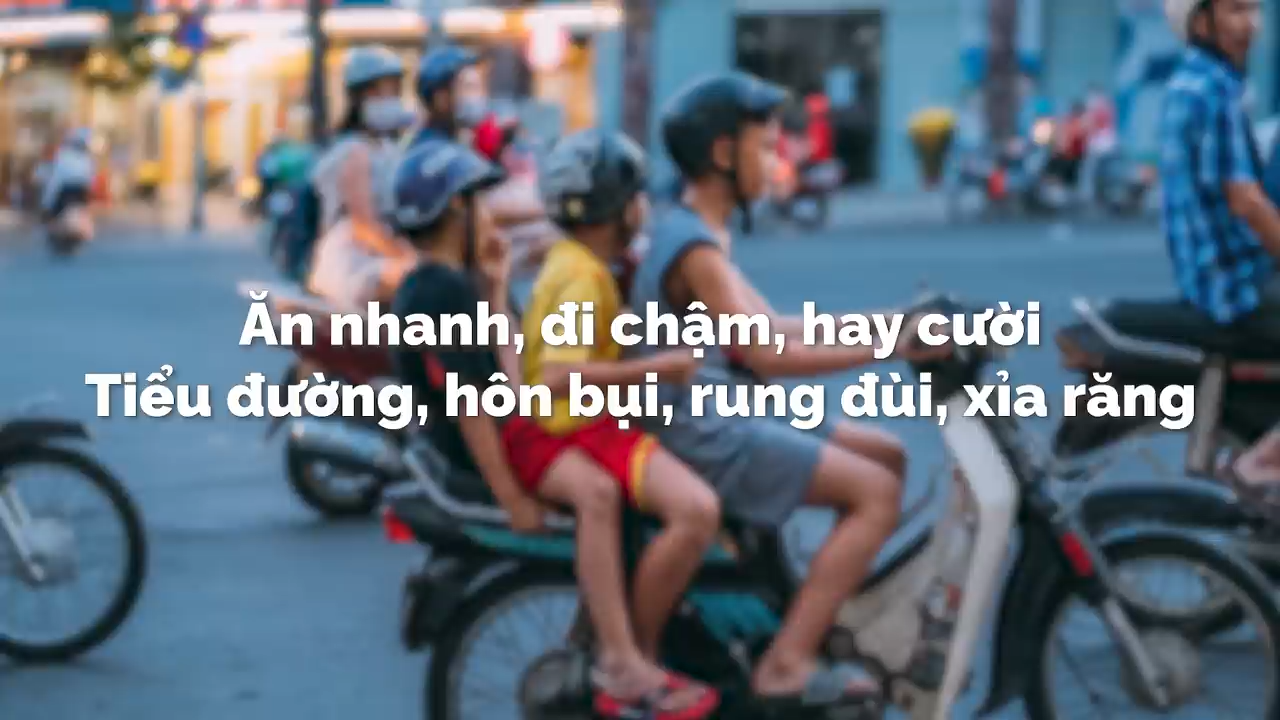 Ăn nhanh, đi chậm, hay cười
Tiểu đường, hôn bụi, rung đùi, xỉa răng